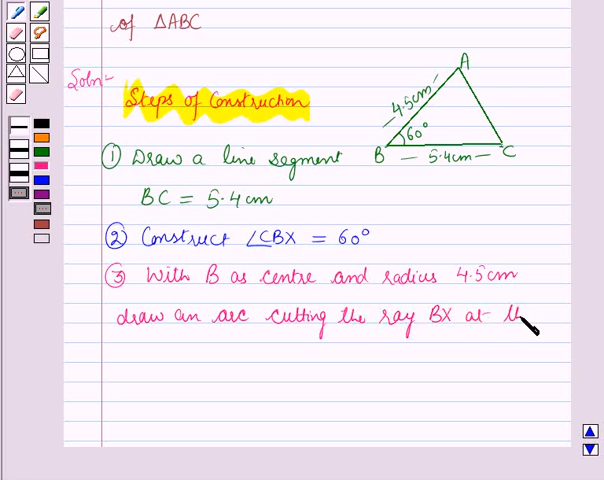 of ΔABC
Soln-
Steps of Construction
A
4.5cm
60°
B
5.4cm
C
① Draw a line segment
BC = 5.4cm
② Construct ∠CBX = 60°
③ With B as centre and radius 4.5cm
draw an arc cutting the ray BX at